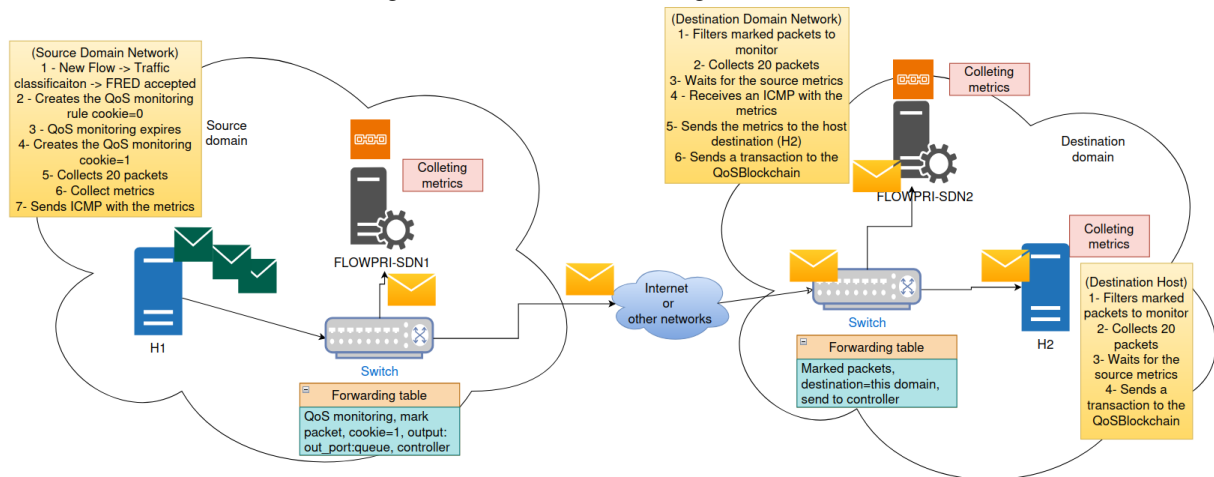 (Source Domain Network)
1 - New Flow -> Traffic
classificaiton -> FRED accepted
2 - Creates the QoS monitoring
rule cookie=0
3 - QoS monitoring expires
4- Creates the QoS monitoring
cookie=1
5- Collects 20 packets
6- Collect metrics
7- Sends ICMP with the metrics
Source
domain
Colleting
metrics
FLOWPRI-SDN1
H1
Switch
Forwarding table
QoS monitoring, mark
packet, cookie=1, output:
out_port:queue, controller
Internet
or
other networks
(Destination Domain Network)
1- Filters marked packets to
monitor
2- Collects 20 packets
3- Waits for the source metrics
4 - Receives an ICMP with the
metrics
5- Sends the metrics to the host
destination (H2)
6- Sends a transaction to the
QoSBlockchain
Colleting
metrics
Destination
domain
FLOWPRI-SDN2
Switch
Forwarding table
Marked packets,
destination=this domain,
send to controller
Colleting
metrics
H2
(Destination Host)
1- Filters marked
packets to monitor
2- Collects 20
packets
3- Waits for the
source metrics
4- Sends a
transaction to the
QoSBlockchain